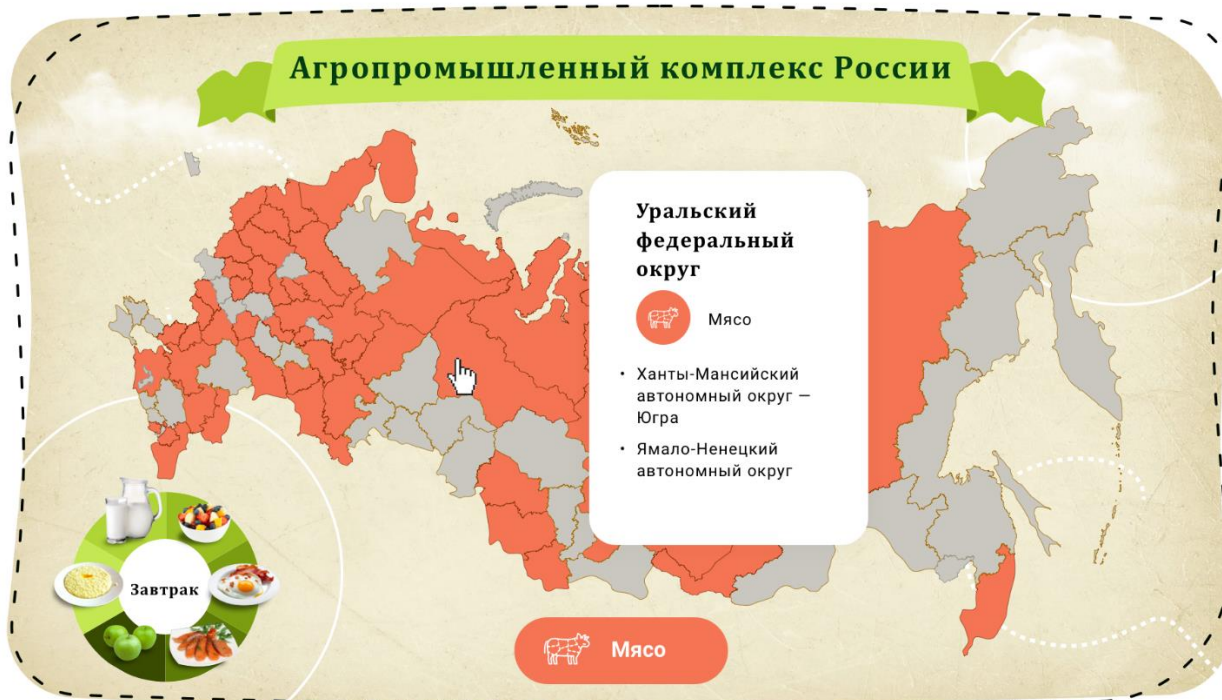 Агропромышленный комплекс России
Уральский
федеральный
округ
Мясо
• Ханты-Мансийский
автономный округ —
Югра
• Ямало-Ненецкий
автономный округ
Завтрак
Мясо